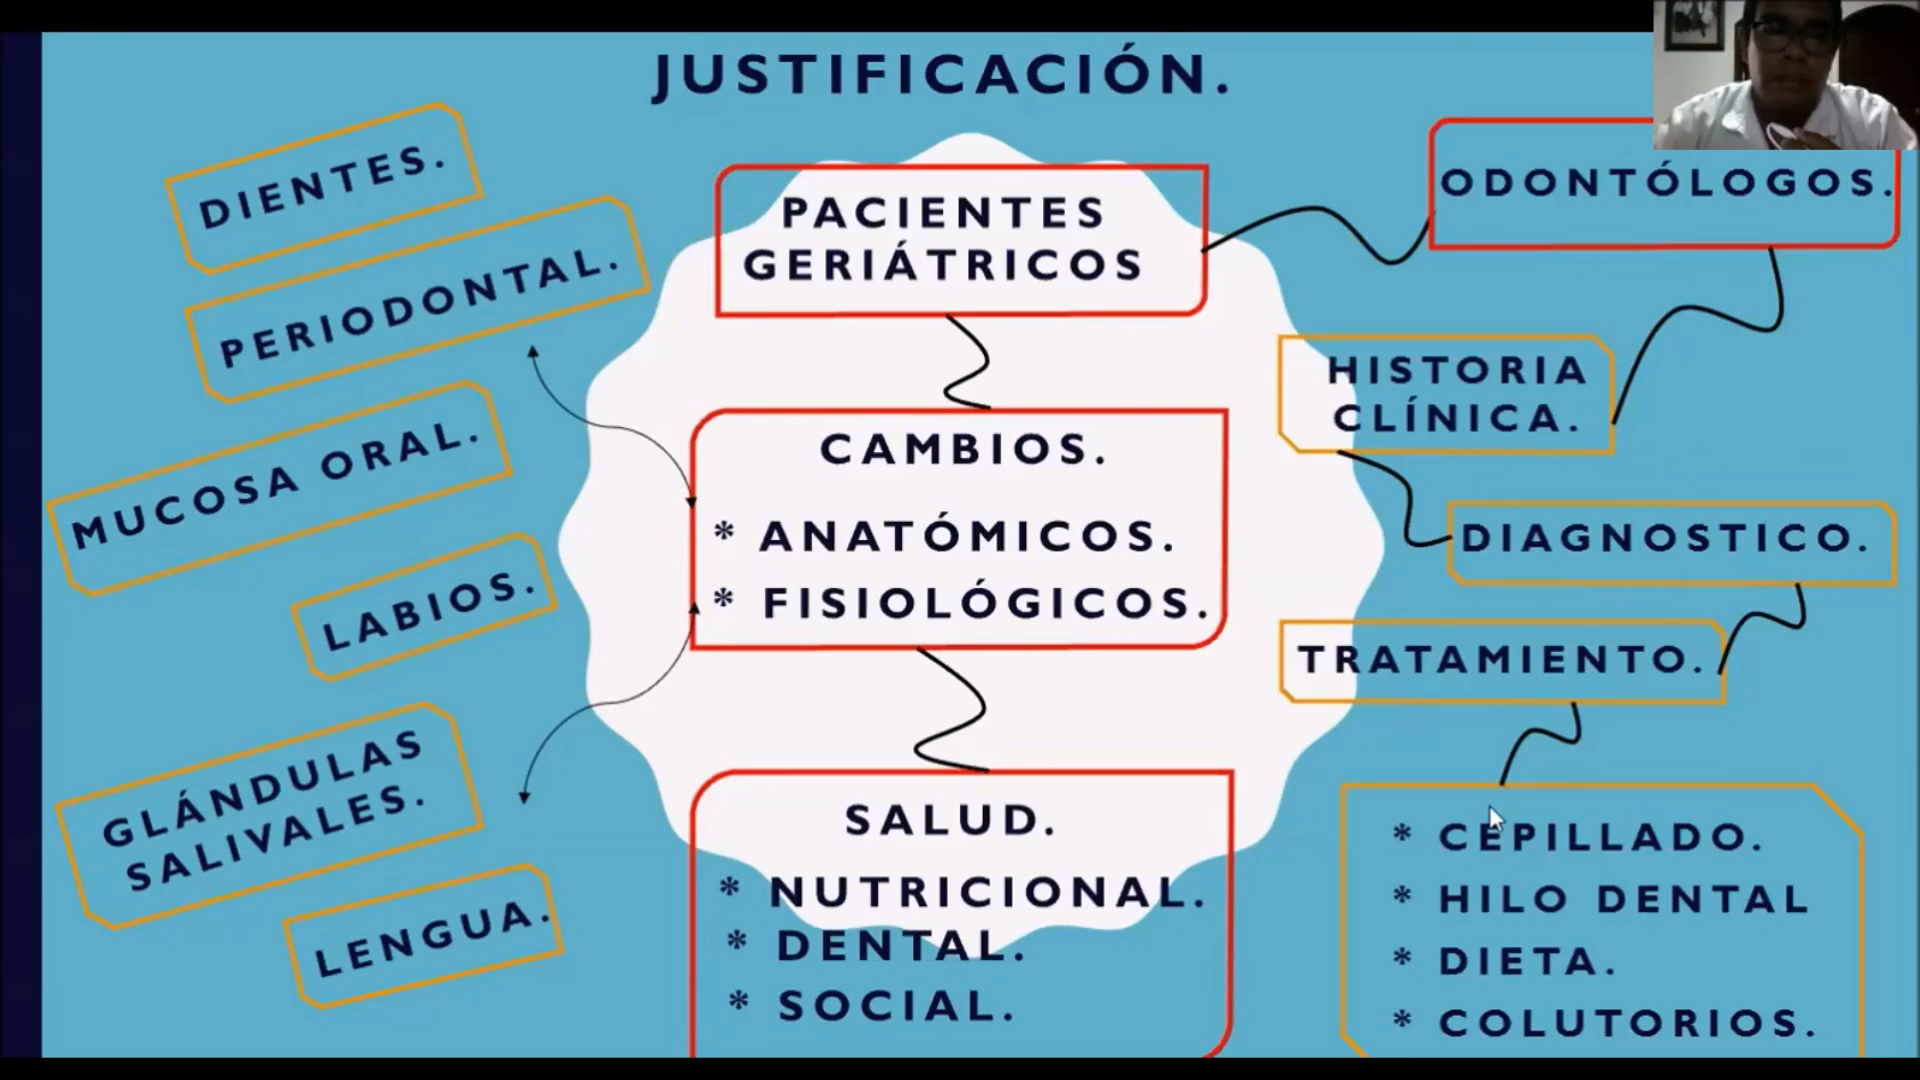 JUSTIFICACIÓN.
DIENTES.
PERIODONTAL.
MUCOSA ORAL.
LABIOS.
GLÁNDULAS
SALIVALES.
LENGUA.
PACIENTES
GERIÁTRICOS
CAMBIOS.
* ANATÓMICOS.
* FISIOLÓGICOS.
SALUD.
* NUTRICIONAL.
* DENTAL.
* SOCIAL.
ODONTÓLOGOS.
HISTORIA
CLÍNICA.
DIAGNOSTICO.
TRATAMIENTO.
* CEPILLADO.
* HILO DENTAL
* DIETA.
* COLUTORIOS.